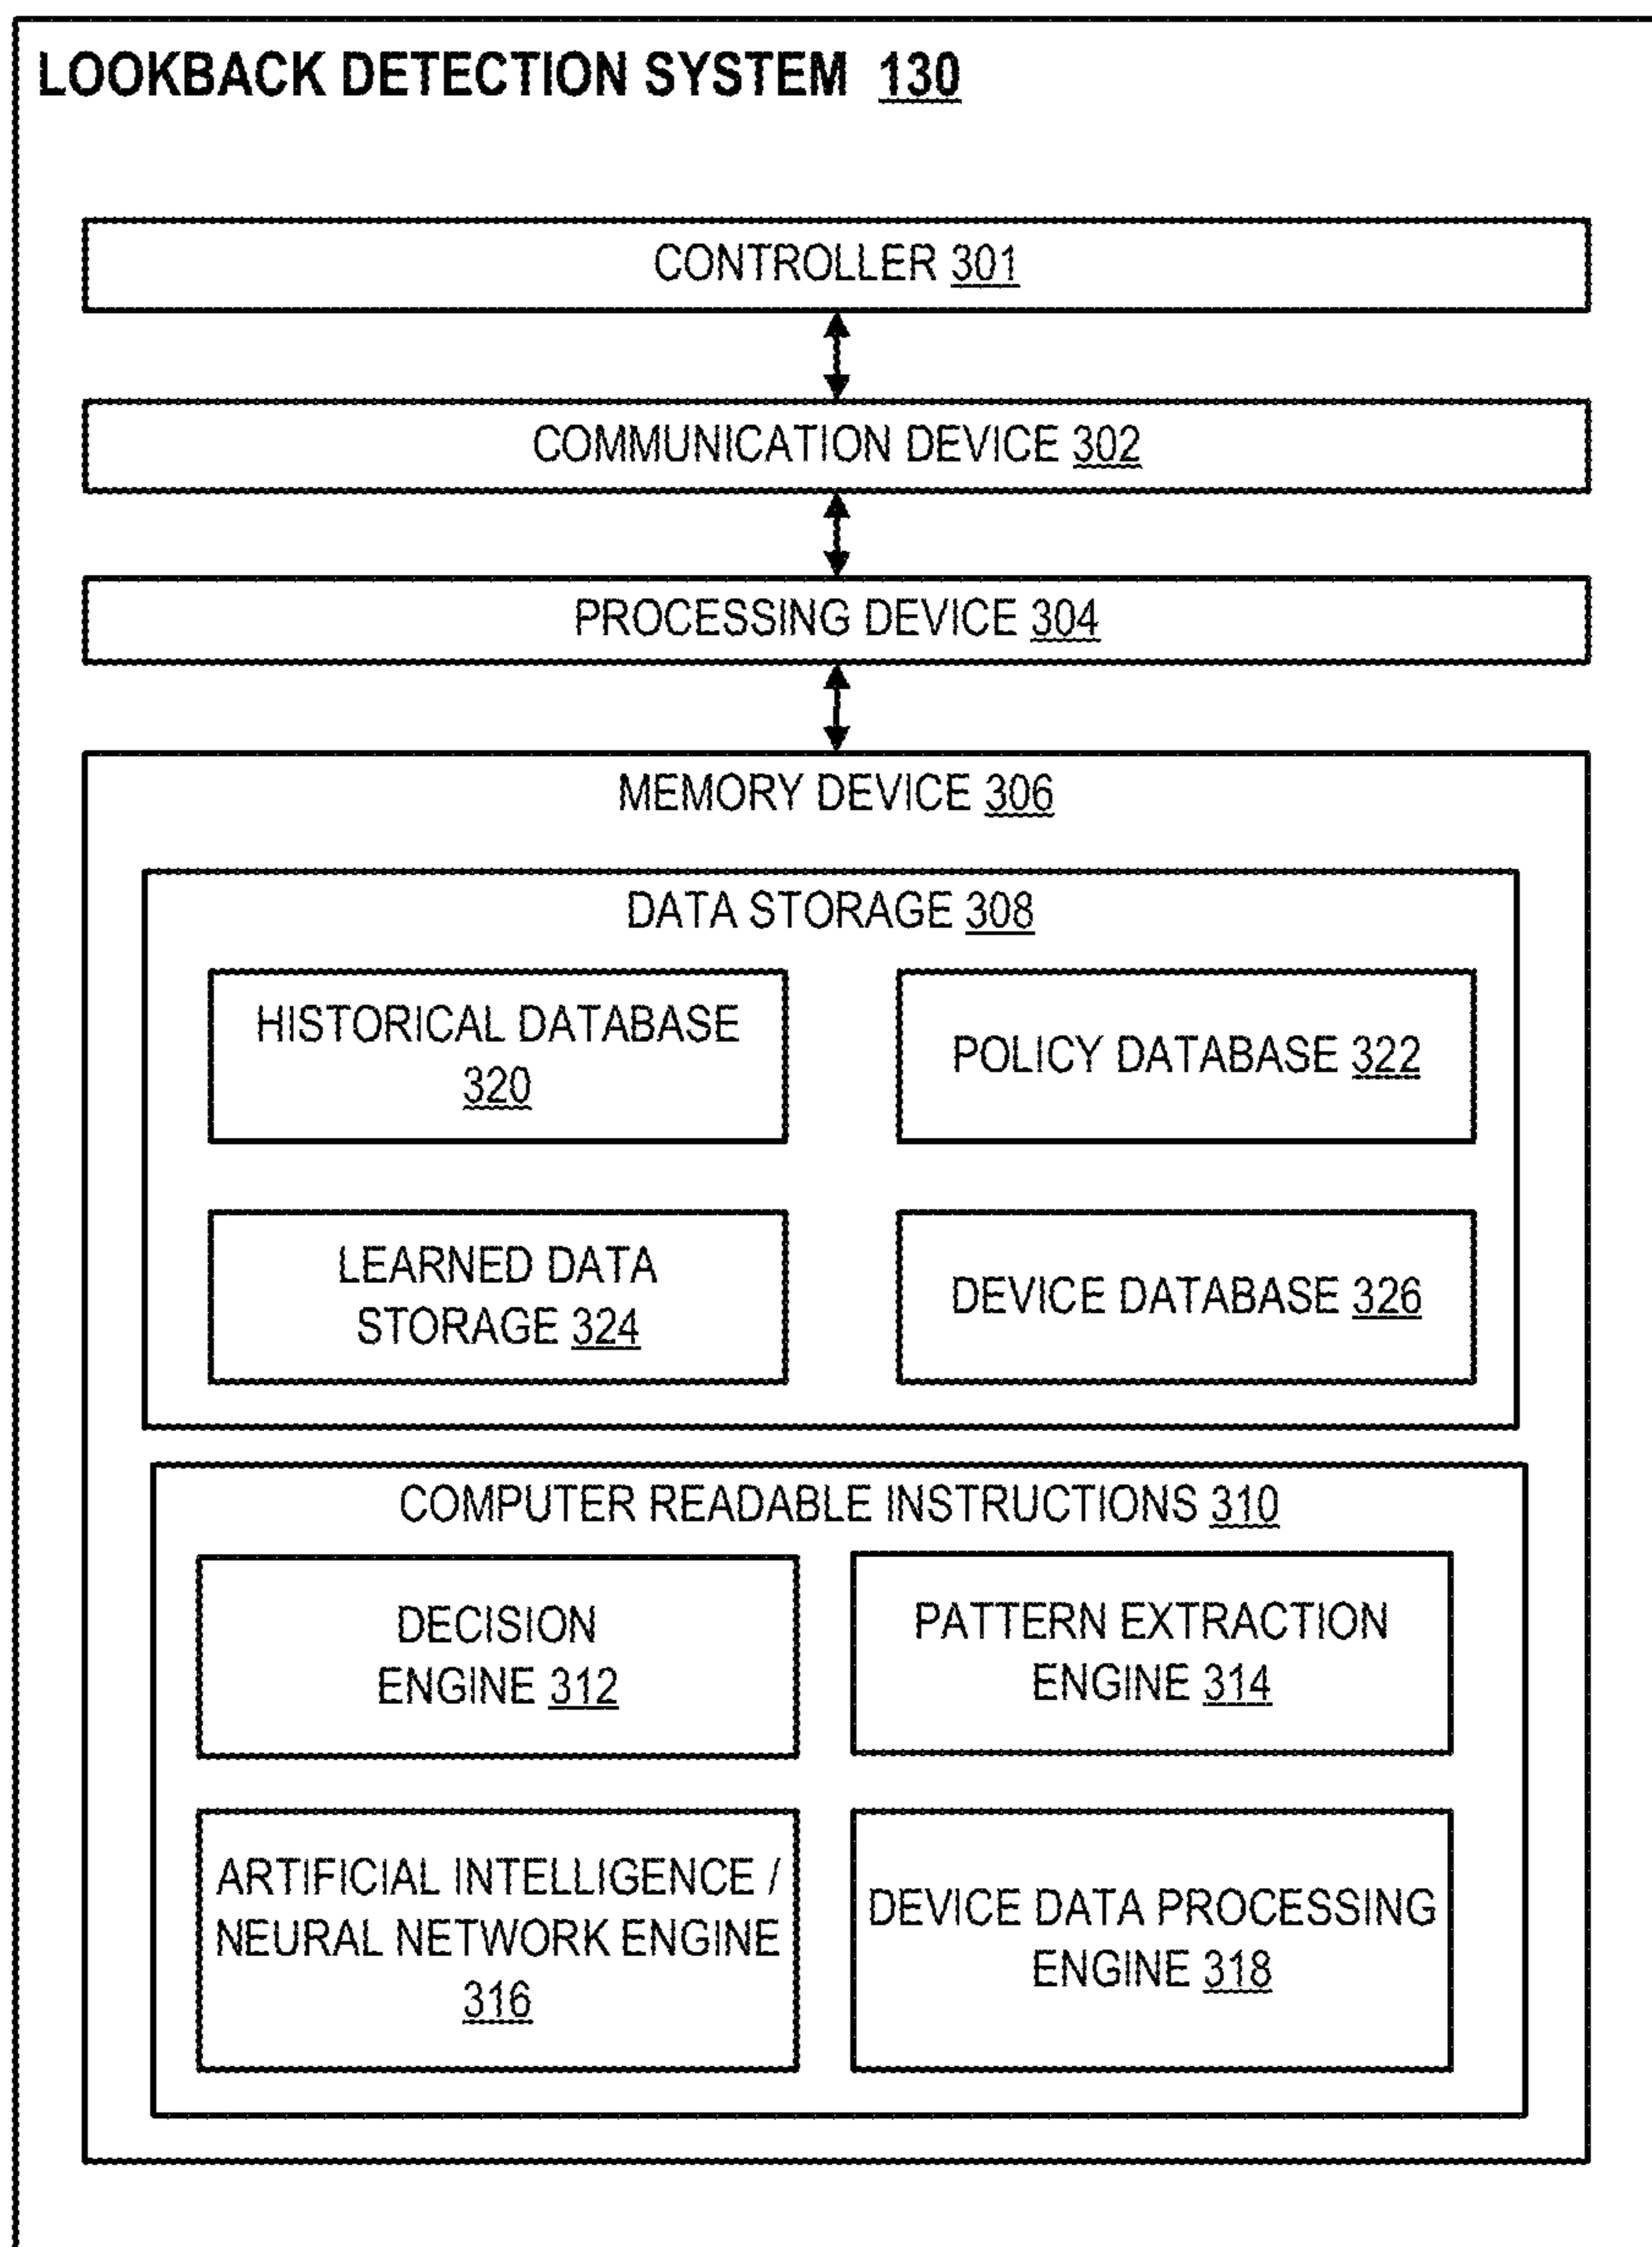 LOOKBACK DETECTION SYSTEM 130
CONTROLLER 301
COMMUNICATION DEVICE 302
PROCESSING DEVICE 304
MEMORY DEVICE 306
DATA STORAGE 308
HISTORICAL DATABASE
320
POLICY DATABASE 322
LEARNED DATA
STORAGE 324
DEVICE DATABASE 326
COMPUTER READABLE INSTRUCTIONS 310
DECISION
ENGINE 312
PATTERN EXTRACTION
ENGINE 314
ARTIFICIAL INTELLIGENCE /
NEURAL NETWORK ENGINE
316
DEVICE DATA PROCESSING
ENGINE 318